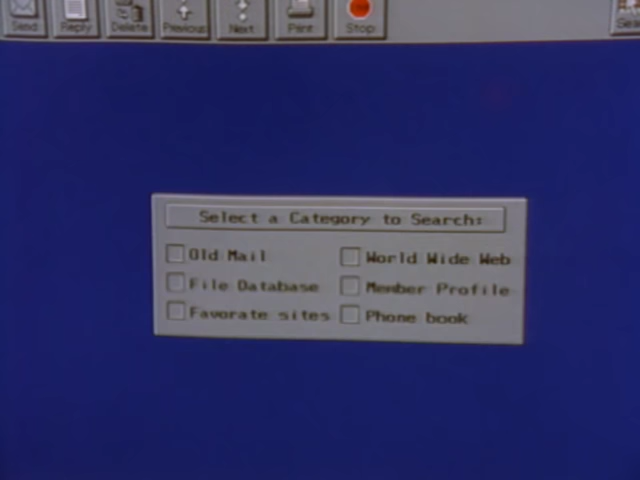 Send Reply Delete Previous Next Print Stop
Select a Category to Search:
Old Mail World Wide Web
File Database Member Profile
Favorate sites Phone book